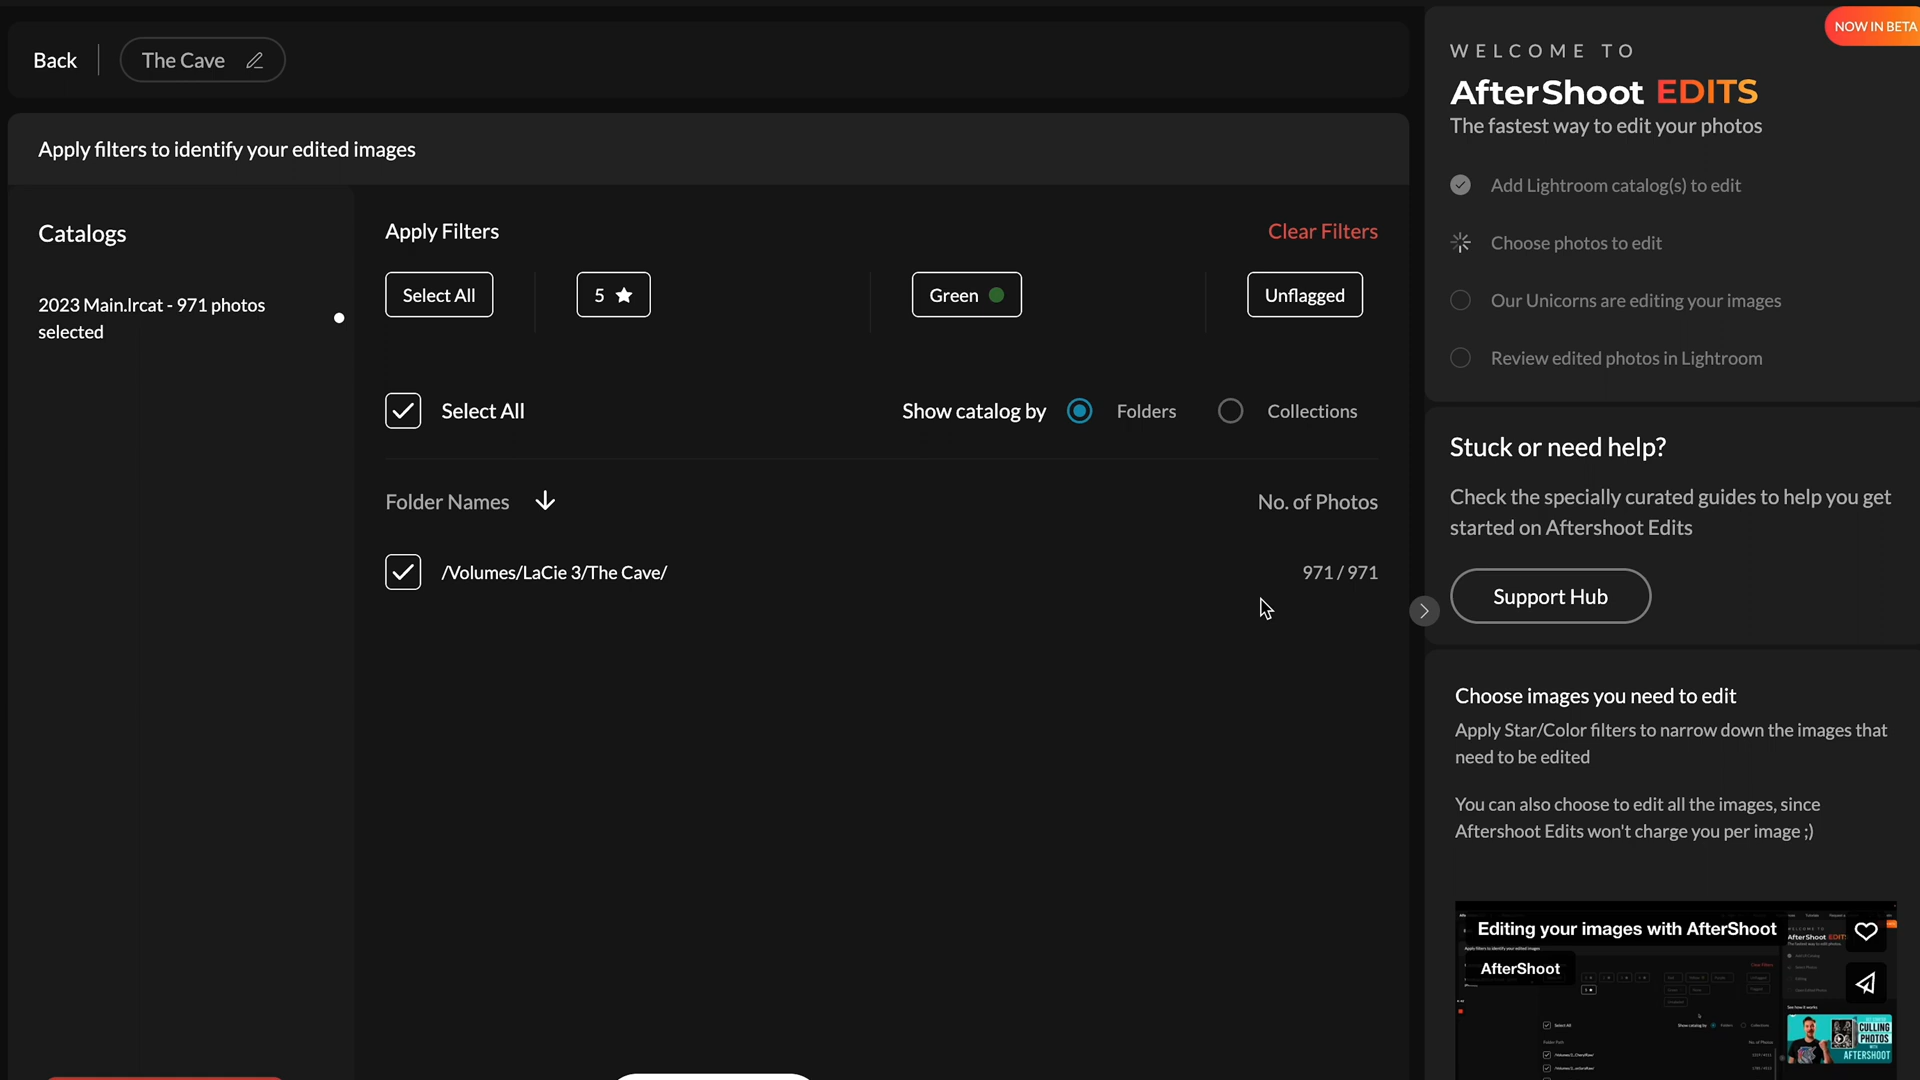 Back
The Cave
Apply filters to identify your edited images
Catalogs
2023 Main.lrcat - 971 photos
selected
Apply Filters
Clear Filters
Select All
5
Green
Unflagged
Select All
Show catalog by
Folders
Collections
Folder Names
No. of Photos
/Volumes/LaCie 3/The Cave/
971 / 971
NOW IN BETA
WELCOME TO
AfterShoot EDITS
The fastest way to edit your photos
Add Lightroom catalog(s) to edit
Choose photos to edit
Our Unicorns are editing your images
Review edited photos in Lightroom
Stuck or need help?
Check the specially curated guides to help you get
started on Aftershoot Edits
Support Hub
Choose images you need to edit
Apply Star/Color filters to narrow down the images that
need to be edited
You can also choose to edit all the images, since
Aftershoot Edits won't charge you per image ;)
Editing your images with AfterShoot
AfterShoot
AfterShoot
CULLING
PHOTOS
WITH
AFTERSHOOT